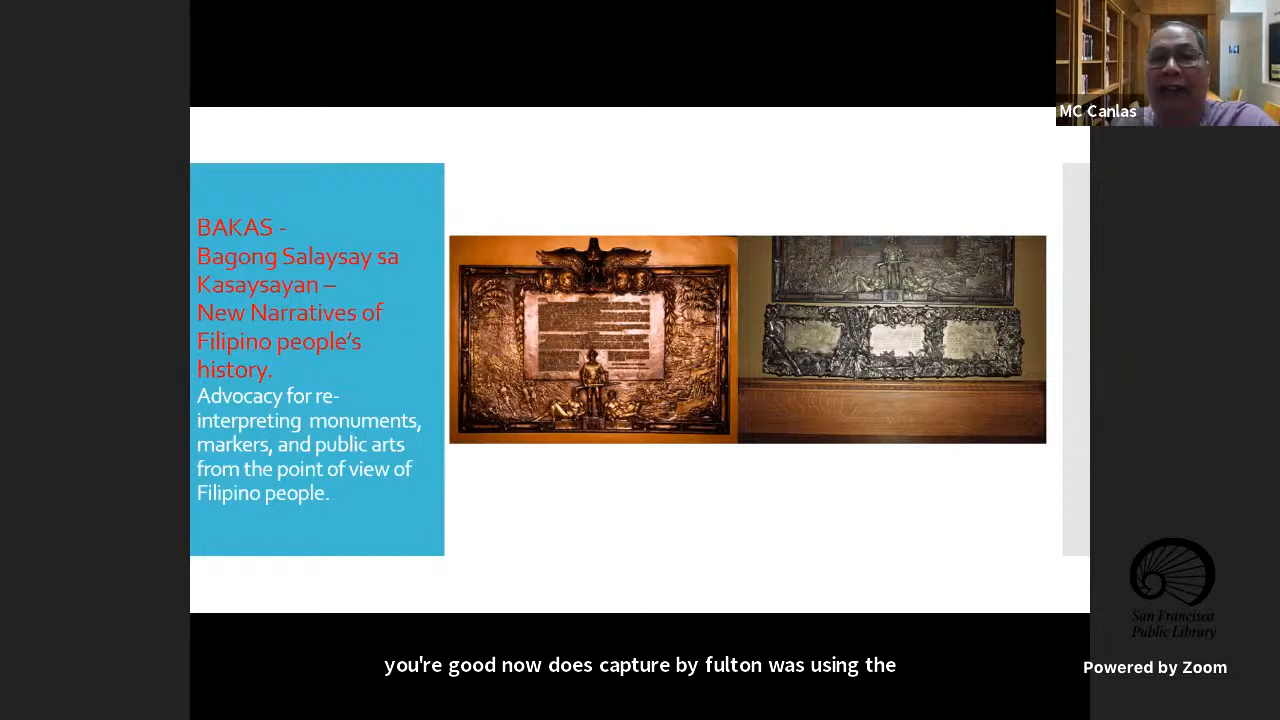 MC Canlas
BAKAS -
Bagong Salaysay sa
Kasaysayan –
New Narratives of
Filipino people's
history.
Advocacy for re-
interpreting monuments,
markers, and public arts
from the point of view of
Filipino people.
San Francisco
Public Library
you're good now does capture by fulton was using the
Powered by Zoom